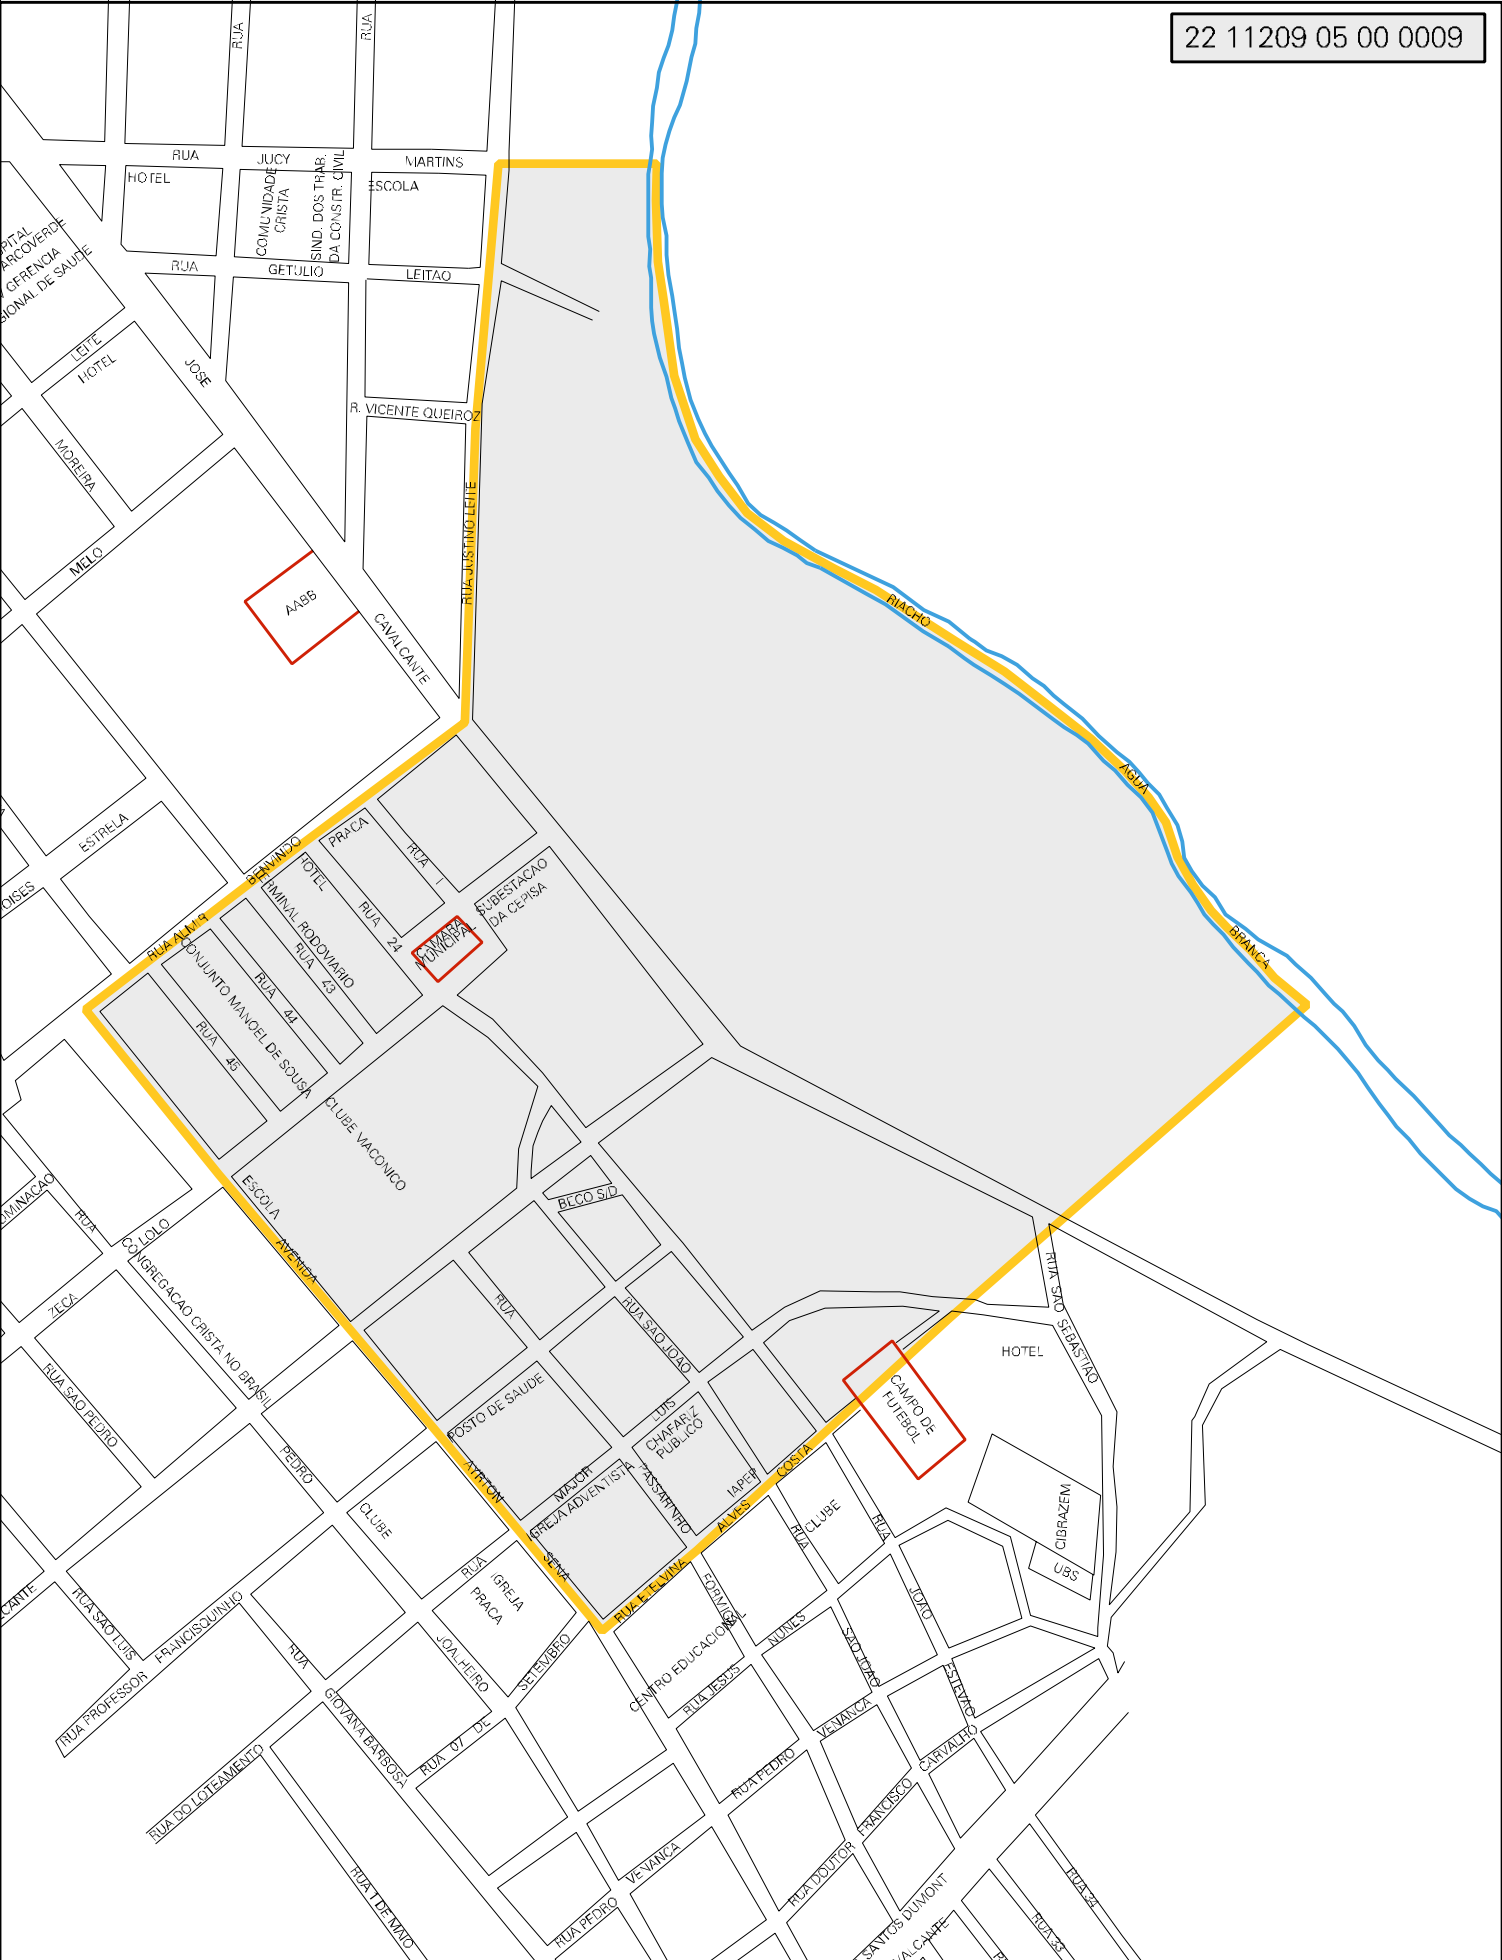 22 11209 05 00 0009
RUA
RUA
RUA
JUCY
MARTINS
HOTEL
COMUNIDADE
CRISTA
SIND. DOS TRAB.
DA CONSTR. CIVIL
ESCOLA
ARCOVERDE
GERENCIA
RUA
GETULIO
LEITAO
LEITE
HOTEL
JOSE
R. VICENTE QUEIROZ
MOREIRA
RUA JUSTINO LEITE
MELO
AABB
CAVALCANTE
RIACHO
AGUA
BRANCA
ESTRELA
BENVINDO
PRACA
RUA I
HOTEL
TERMINAL RODOVIARIO
RUA 24
SUBESTACAO
DA CEPISA
CAMARA
MUNICIPAL
RUA ALMIR
CONJUNTO MANOEL DE SOUSA
RUA 43
RUA 44
RUA 45
CLUBE MACONICO
ESCOLA
BECO S/D
RUA
LOLO
ZECA
CONGREGACAO CRISTA NO BRASIL
AVENIDA
RUA
RUA SAO JOAO
RUA SAO SEBASTIAO
HOTEL
RUA SAO PEDRO
CAMPO DE
FUTEBOL
POSTO DE SAUDE
LUIS
CHAFARIZ
PUBLICO
PEDRO
AYRTON
MAJOR
IGREJA ADVENTISTA
PASSARINHO
IAPEP
COSTA
CLUBE
ALVES
RUA
CLUBE
RUA
CIBRAZEM
UBS
RUA
SENA
IGREJA
PRACA
RUA ETELVINA
RUA SAO LUIS
FRANCISQUINHO
RUA PROFESSOR
RUA
JOALHEIRO
SETEMBRO
CENTRO EDUCACIONAL
NUNES
RUA JESUS
JOAO
SAO JOAO
ESTEVAO
GIOVANA BARBOSA
RUA 07 DE
VENANCA
RUA PEDRO
CARVALHO
FRANCISCO
RUA DO LOTEAMENTO
RUA 1 DE MAIO
VENANCA
RUA PEDRO
RUA DOUTOR
SANTOS DUMONT
RUA 34
RUA 33